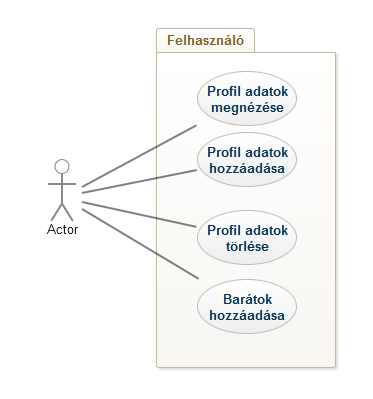 Felhasználó
Profil adatok
megnézése
Profil adatok
hozzáadása
Actor
Profil adatok
törlése
Barátok
hozzáadása